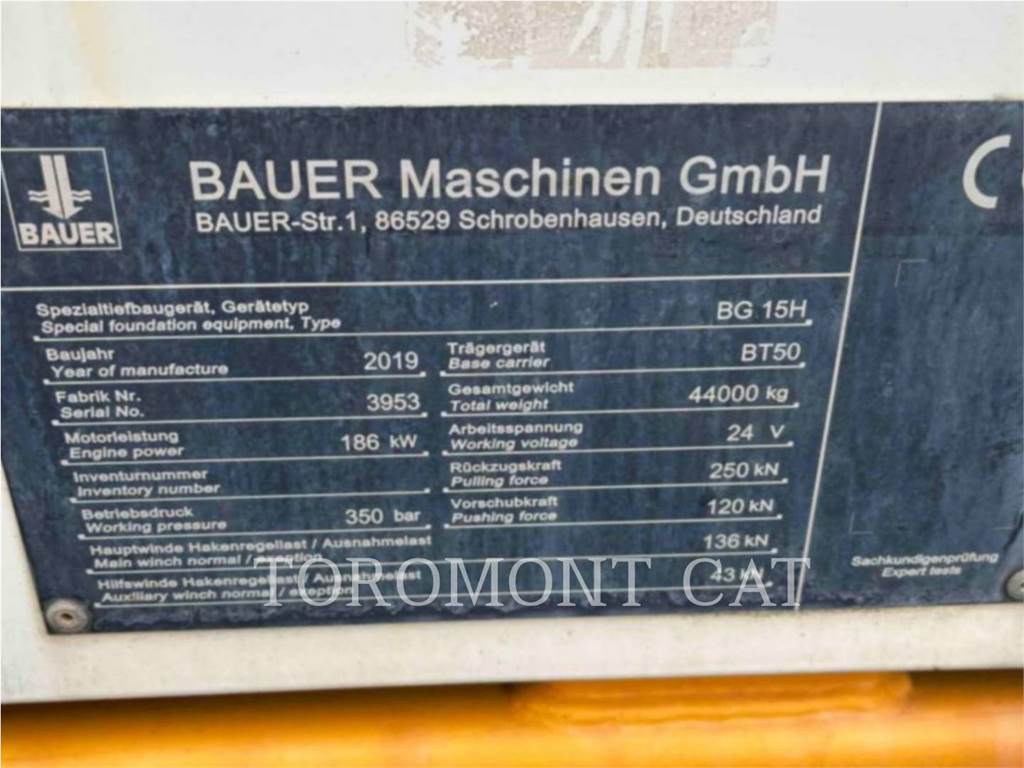 BAUER
BAUER Maschinen GmbH
BAUER-Str.1, 86529 Schrobenhausen, Deutschland
Spezialtiefbaugerät, Gerätetyp
Special foundation equipment, Type BG 15H
Baujahr
Year of manufacture 2019
Trägergerät
Base carrier BT50
Fabrik Nr.
Serial No. 3953
Gesamtgewicht
Total weight 44000 kg
Motorleistung
Engine power 186 kW
Arbeitsspannung
Working voltage 24 V
Inventurnummer
Inventory number
Rückzugskraft
Pulling force 250 kN
Betriebsdruck
Working pressure 350 bar
Vorschubkraft
Pushing force 120 kN
Hauptwinde Hakenregellast / Ausnahmelast
Main winch normal / exeption 136 kN
Hilfswinde Hakenregellast / Ausnahmelast
Auxiliary winch normal / exeption 43 kN
C
Sachkundigenprüfung
Expert tests
TOROMONT CAT